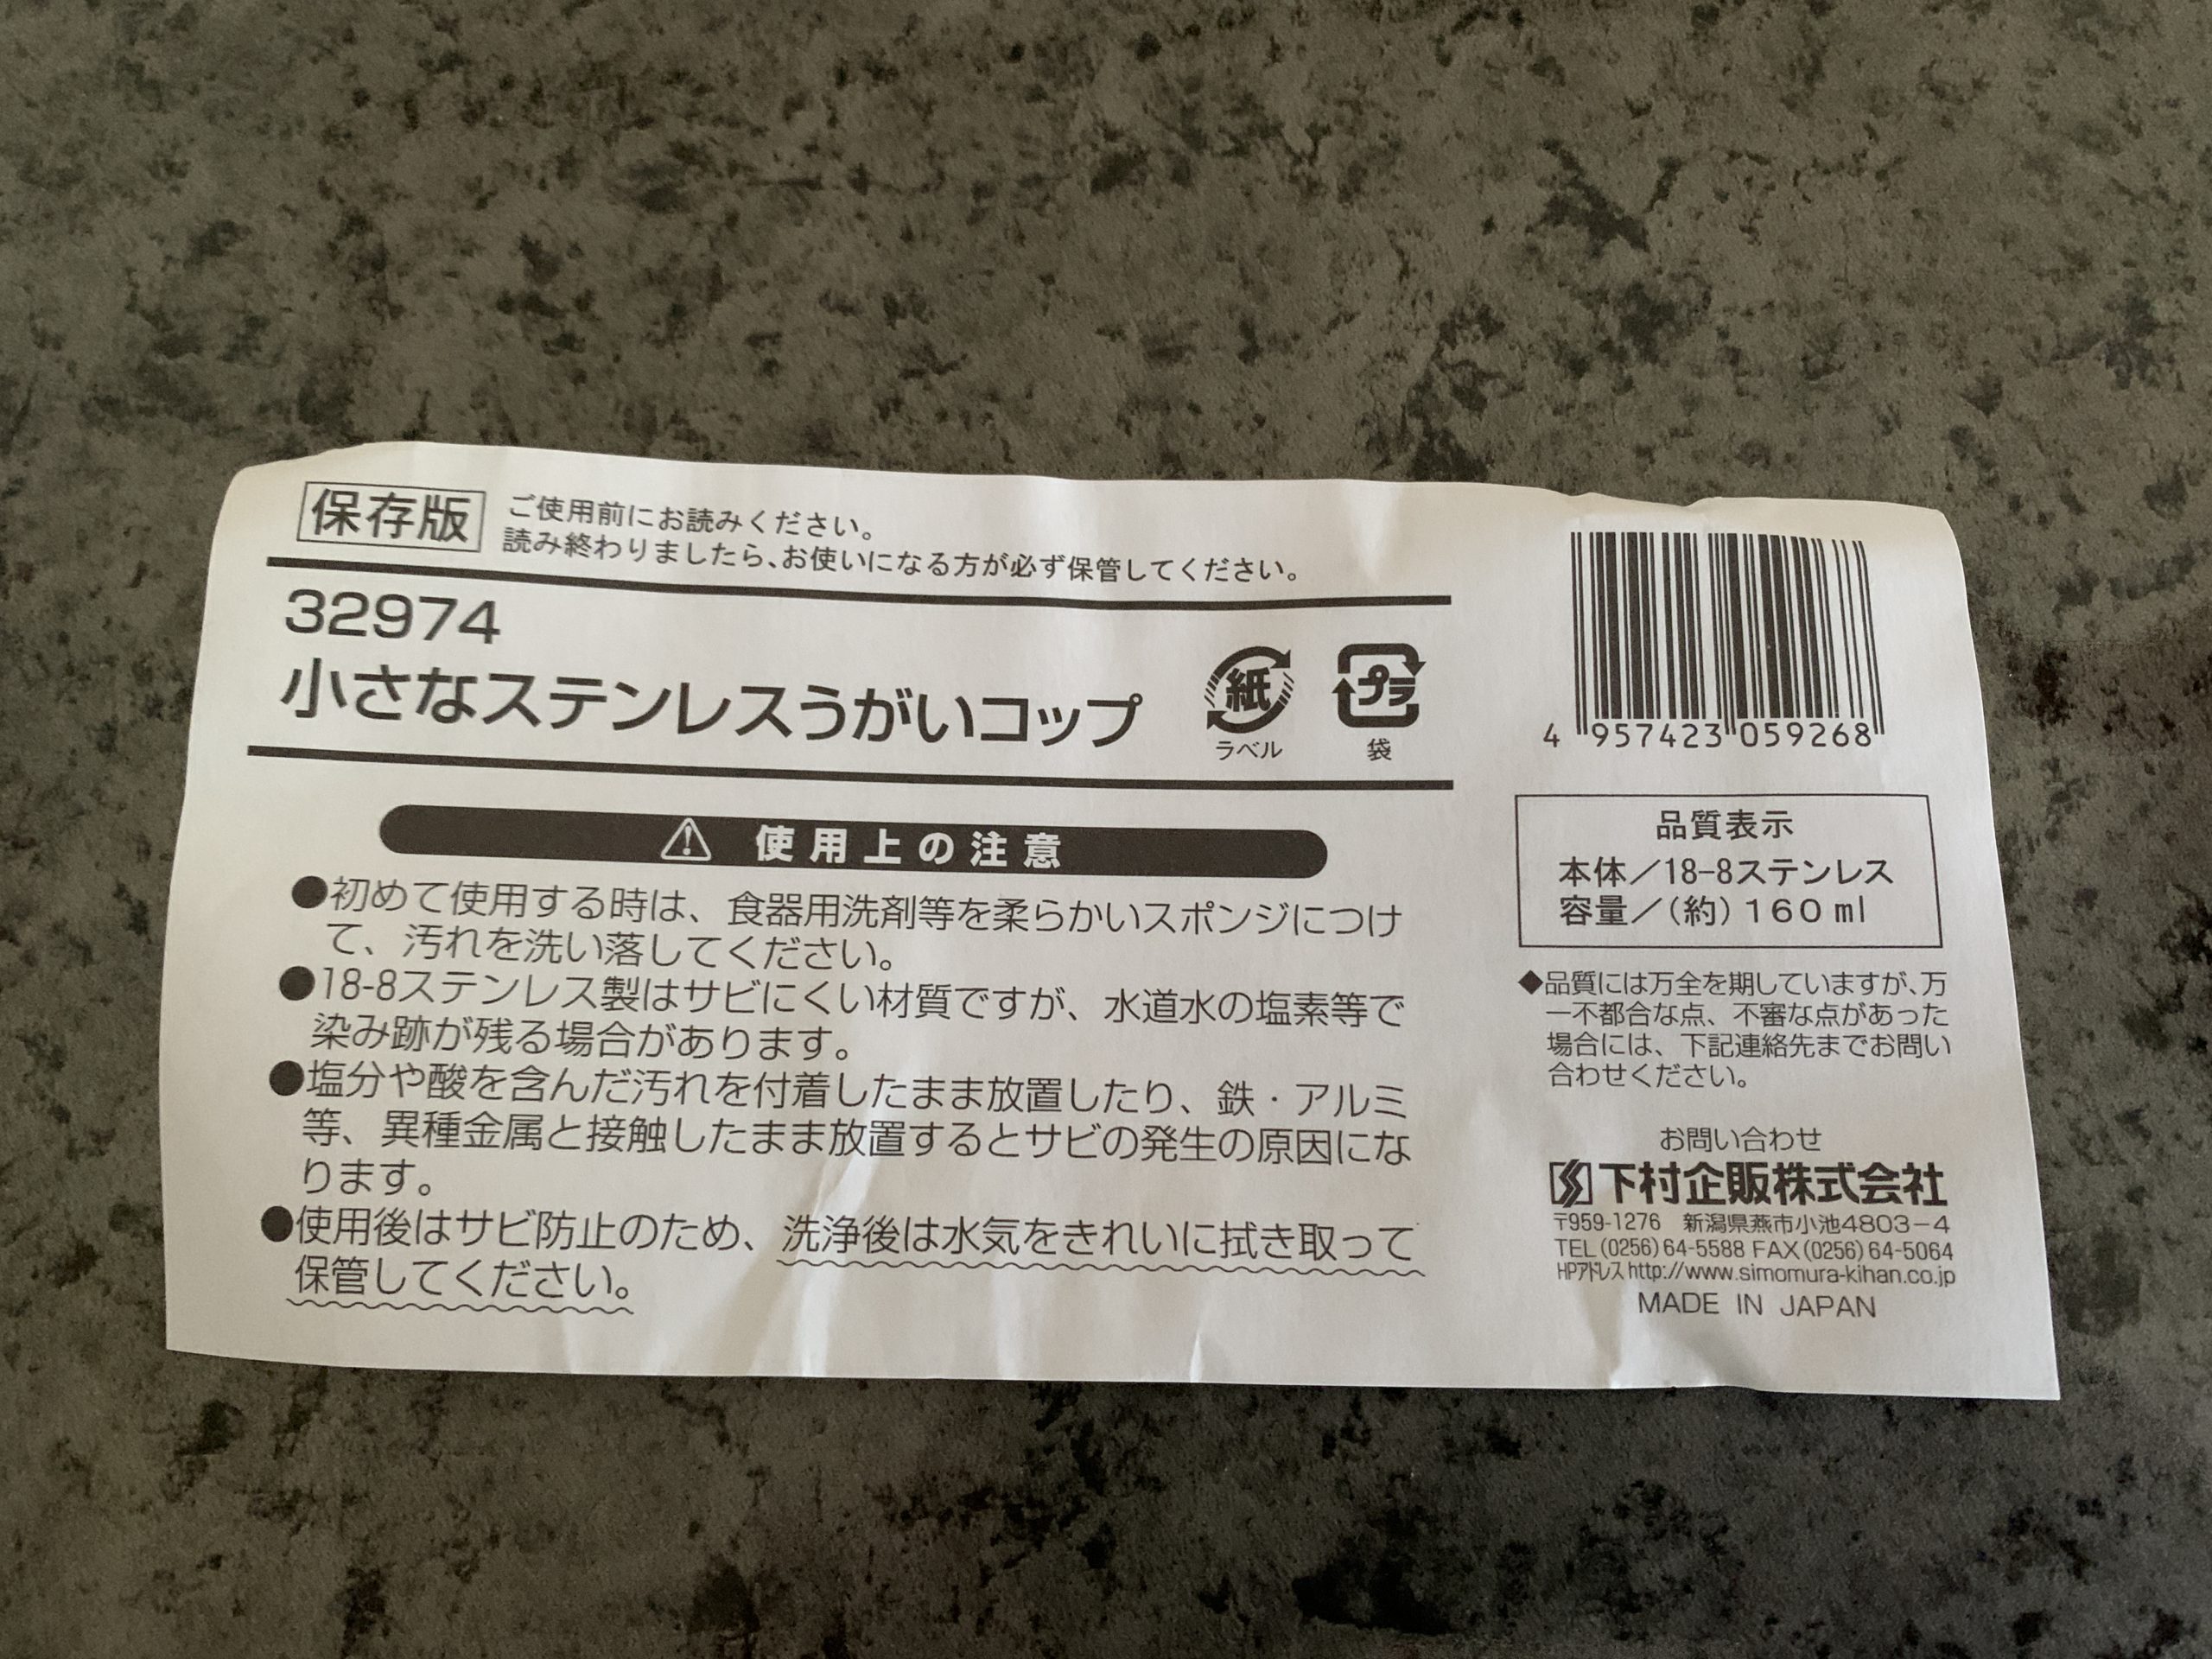 保存版
ご使用前にお読みください。
読み終わりましたら、お使いになる方が必ず保管してください。
32974
小さなステンレスうがいコップ
紙
ラベル
プラ
袋
使用上の注意
●初めて使用する時は、食器用洗剤等を柔らかいスポンジにつけ
て、汚れを洗い落してください。
●18-8ステンレス製はサビにくい材質ですが、水道水の塩素等で
染み跡が残る場合があります。
●塩分や酸を含んだ汚れを付着したまま放置したり、鉄・アルミ
等、異種金属と接触したまま放置するとサビの発生の原因にな
ります。
●使用後はサビ防止のため、洗浄後は水気をきれいに拭き取って
保管してください。
4 957423 059268
品質表示
本体／18-8ステンレス
容量／(約)160ml
◆品質には万全を期していますが、万
一不都合な点、不審な点があった
場合には、下記連絡先までお問い
合わせください。
お問い合わせ
下村企販株式会社
〒959-1276 新潟県燕市小池4803-4
TEL(0256)64-5588 FAX(0256)64-5064
HPアドレス http://www.simomura-kihan.co.jp
MADE IN JAPAN